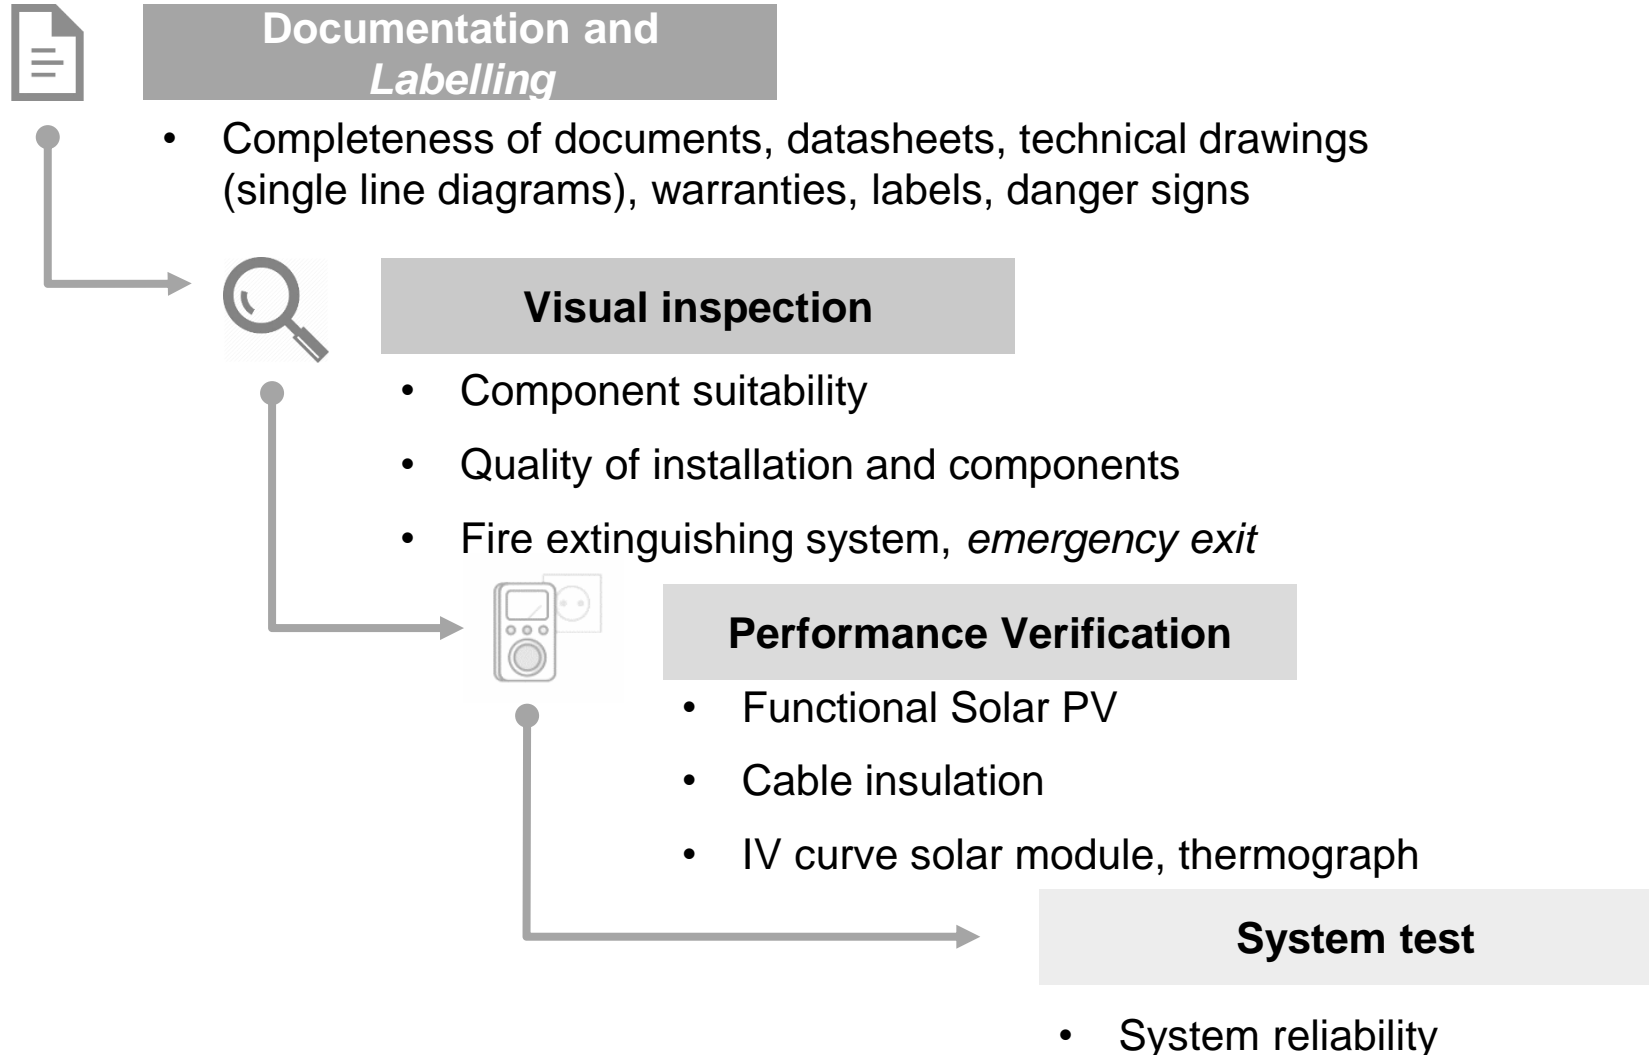 Documentation and
Labelling
• Completeness of documents, datasheets, technical drawings
(single line diagrams), warranties, labels, danger signs
Visual inspection
• Component suitability
• Quality of installation and components
• Fire extinguishing system, emergency exit
Performance Verification
• Functional Solar PV
• Cable insulation
• IV curve solar module, thermograph
System test
• System reliability